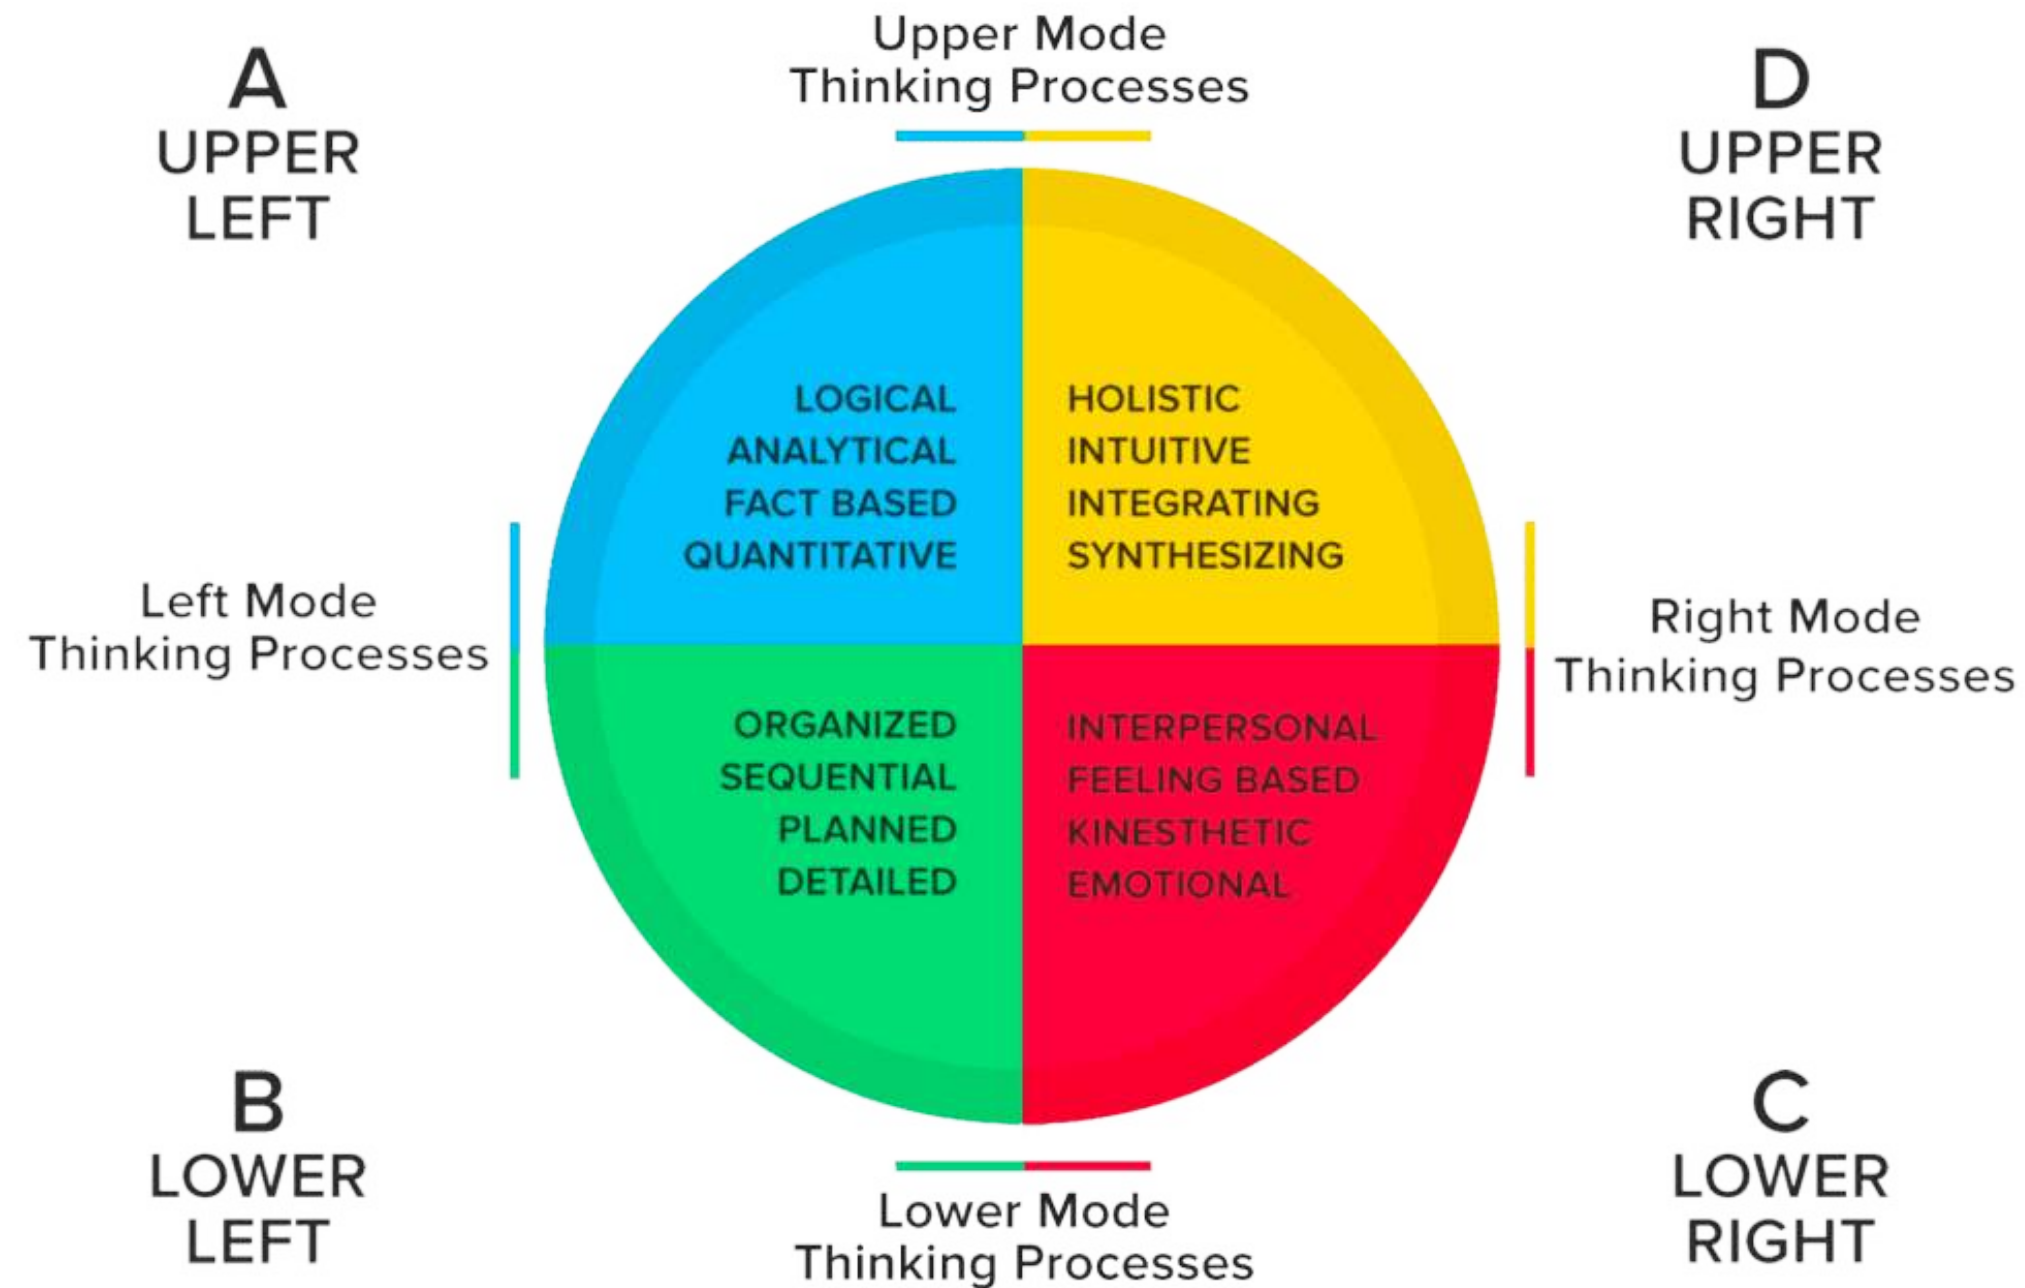 Upper Mode
Thinking Processes
A
UPPER
LEFT
D
UPPER
RIGHT
LOGICAL
ANALYTICAL
FACT BASED
QUANTITATIVE
HOLISTIC
INTUITIVE
INTEGRATING
SYNTHESIZING
Left Mode
Thinking Processes
Right Mode
Thinking Processes
ORGANIZED
SEQUENTIAL
PLANNED
DETAILED
INTERPERSONAL
FEELING BASED
KINESTHETIC
EMOTIONAL
B
LOWER
LEFT
C
LOWER
RIGHT
Lower Mode
Thinking Processes